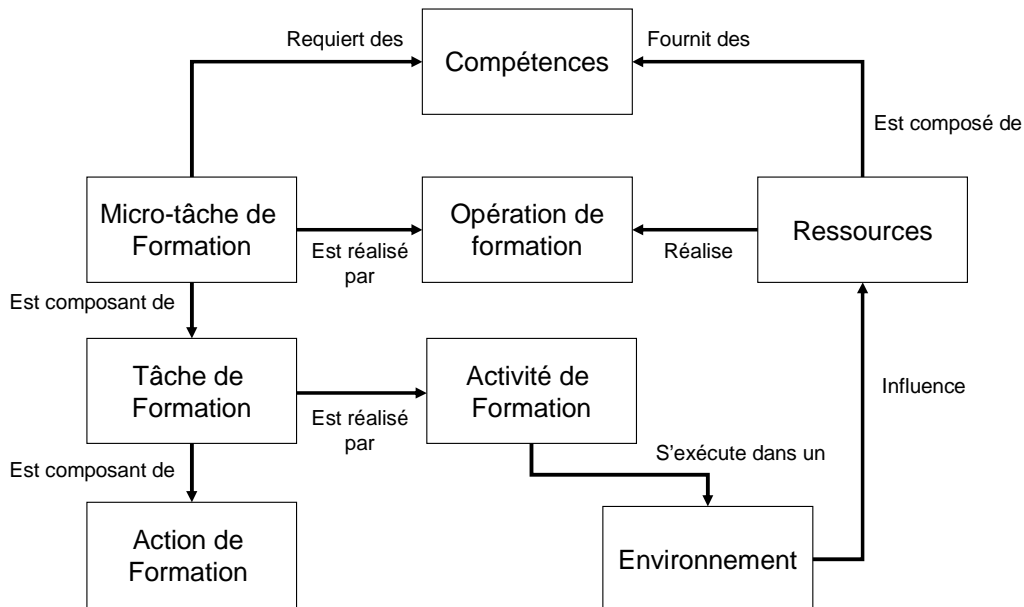 Requiert des
Compétences
Fournit des
Est composé de
Micro-tâche de
Formation
Est réalisé
par
Opération de
formation
Réalise
Ressources
Est composant de
Tâche de
Formation
Est réalisé
par
Activité de
Formation
Influence
Est composant de
S'exécute dans un
Action de
Formation
Environnement